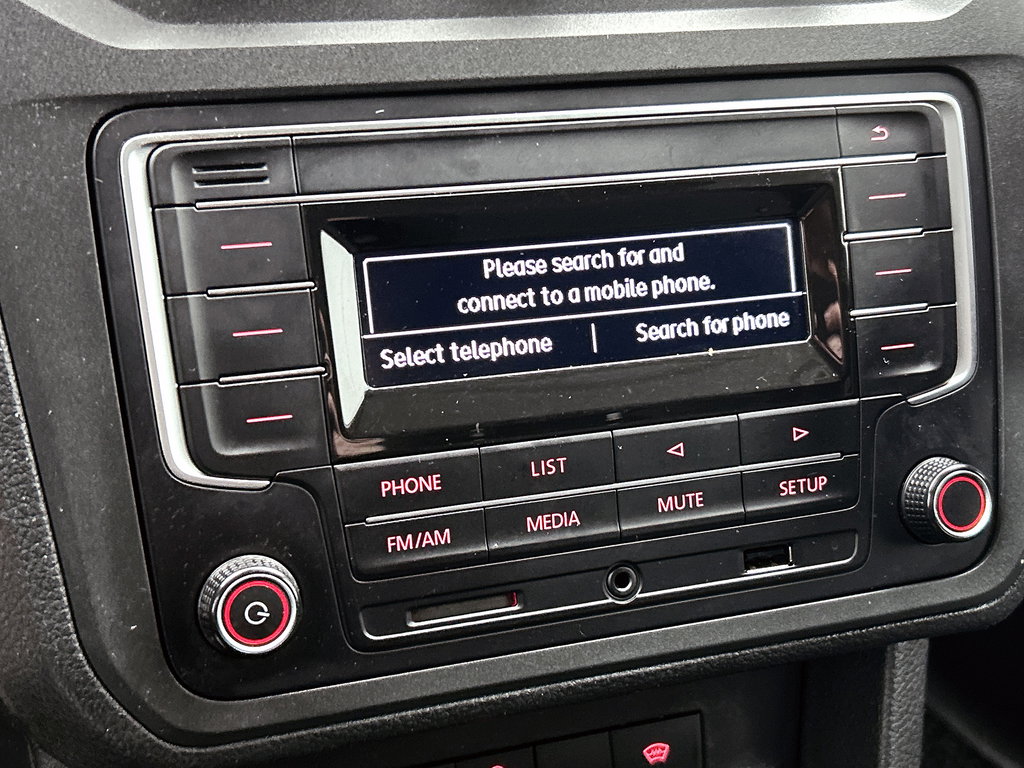 Please search for and
connect to a mobile phone.
Select telephone | Search for phone
PHONE LIST
FM/AM MEDIA MUTE SETUP